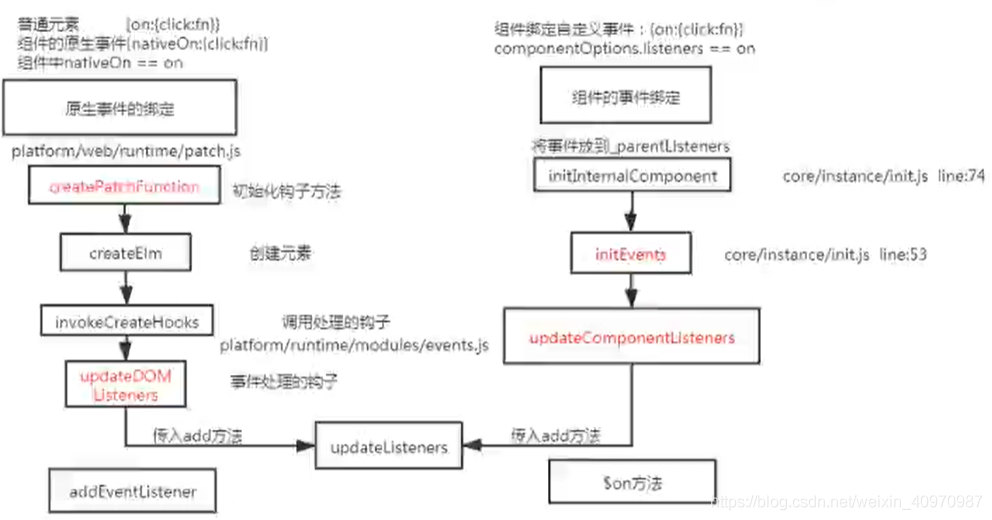 普通元素 {on:{click:fn}}
组件的原生事件{nativeOn:{click:fn}}
组件中nativeOn == on
原生事件的绑定
platform/web/runtime/patch.js
createPatchFunction
初始化钩子方法
createElm
创建元素
invokeCreateHooks
调用处理的钩子
platform/runtime/modules/events.js
updateDOM
Listeners
事件处理的钩子
传入add方法
updateListeners
addEventListener
组件绑定自定义事件：{on:{click:fn}}
componentOptions.listeners == on
组件的事件绑定
将事件放到_parentListeners
initInternalComponent
core/instance/init.js line:74
initEvents
core/instance/init.js line:53
updateComponentListeners
传入add方法
$on方法
https://blog.csdn.net/weixin_40970987